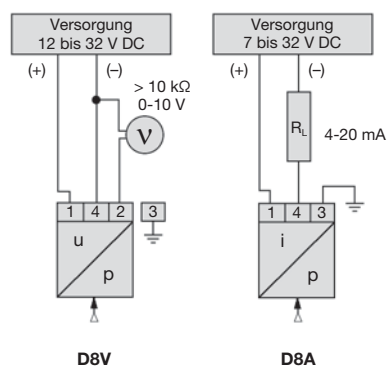 Versorgung
12 bis 32 V DC
(+)
(–)
> 10 kΩ
0-10 V
V
1 4 2 3
u
p
D8V
Versorgung
7 bis 32 V DC
(+)
(–)
RL
4-20 mA
1 4 3
i
p
D8A